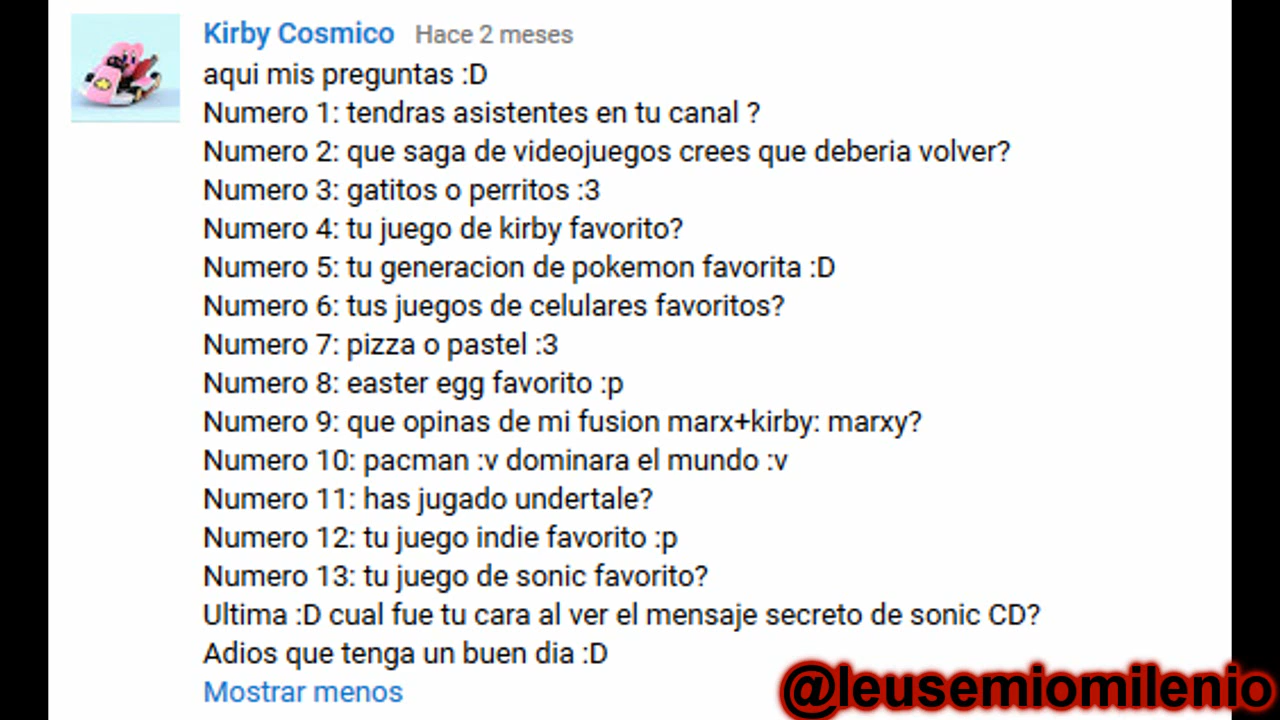 Kirby Cosmico Hace 2 meses
aqui mis preguntas :D
Numero 1: tendras asistentes en tu canal ?
Numero 2: que saga de videojuegos crees que deberia volver?
Numero 3: gatitos o perritos :3
Numero 4: tu juego de kirby favorito?
Numero 5: tu generacion de pokemon favorita :D
Numero 6: tus juegos de celulares favoritos?
Numero 7: pizza o pastel :3
Numero 8: easter egg favorito :p
Numero 9: que opinas de mi fusion marx+kirby: marxy?
Numero 10: pacman :v dominara el mundo :v
Numero 11: has jugado undertale?
Numero 12: tu juego indie favorito :p
Numero 13: tu juego de sonic favorito?
Ultima :D cual fue tu cara al ver el mensaje secreto de sonic CD?
Adios que tenga un buen dia :D
Mostrar menos
@leusemiomilenio